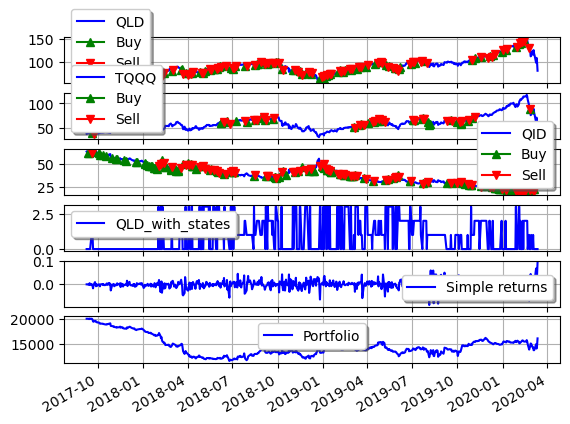 QLD
Buy
Sell
150
100
TQQQ
Buy
Sell
100
50
QID
Buy
Sell
50
25
QLD_with_states
2.5
0.0
Simple returns
0.1
0.0
Portfolio
20000
15000
2017-10
2018-01
2018-04
2018-07
2018-10
2019-01
2019-04
2019-07
2019-10
2020-01
2020-04